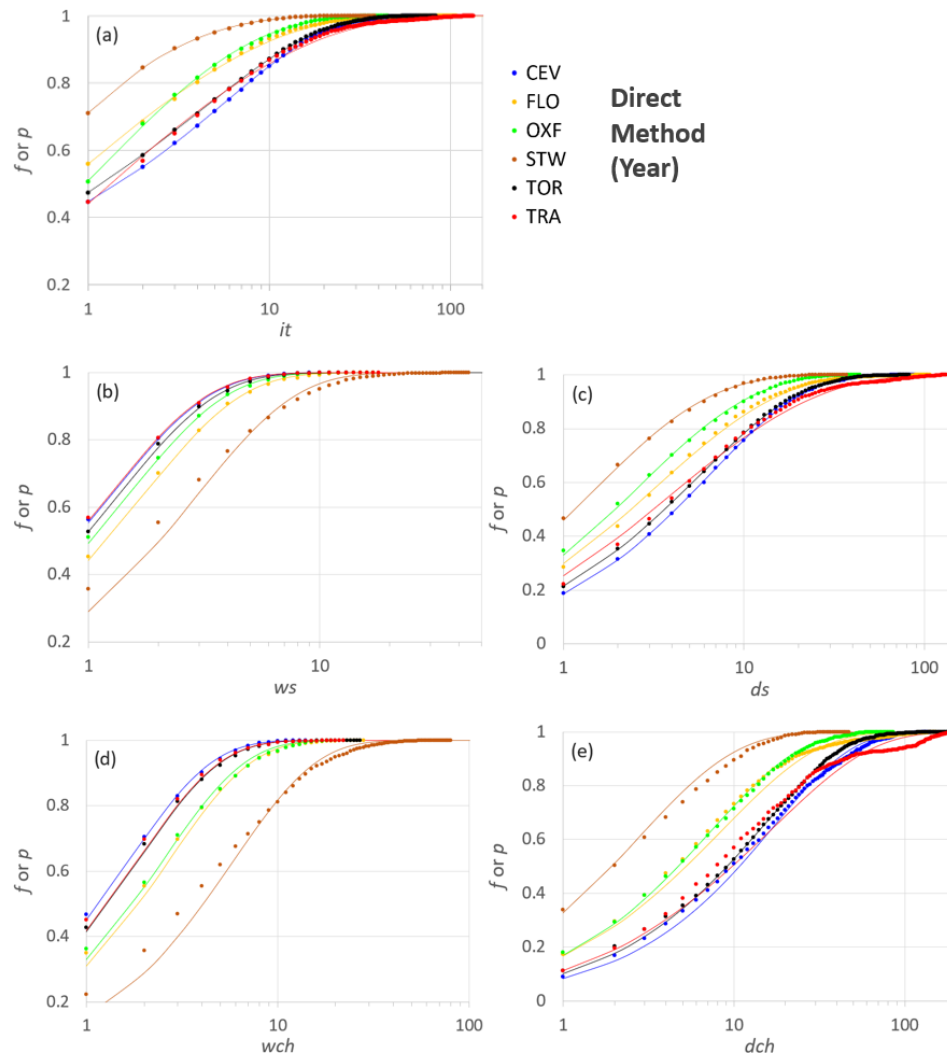 (a)
f or p
1
0.8
0.6
0.4
0.2
1
10
100
it
CEV
FLO
OXF
STW
TOR
TRA
Direct
Method
(Year)
(b)
f or p
1
0.8
0.6
0.4
0.2
1
10
ws
(c)
f or p
1
0.8
0.6
0.4
0.2
0
1
10
100
ds
(d)
f or p
1
0.8
0.6
0.4
0.2
1
10
100
wch
(e)
f or p
1
0.8
0.6
0.4
0.2
0
1
10
100
dch